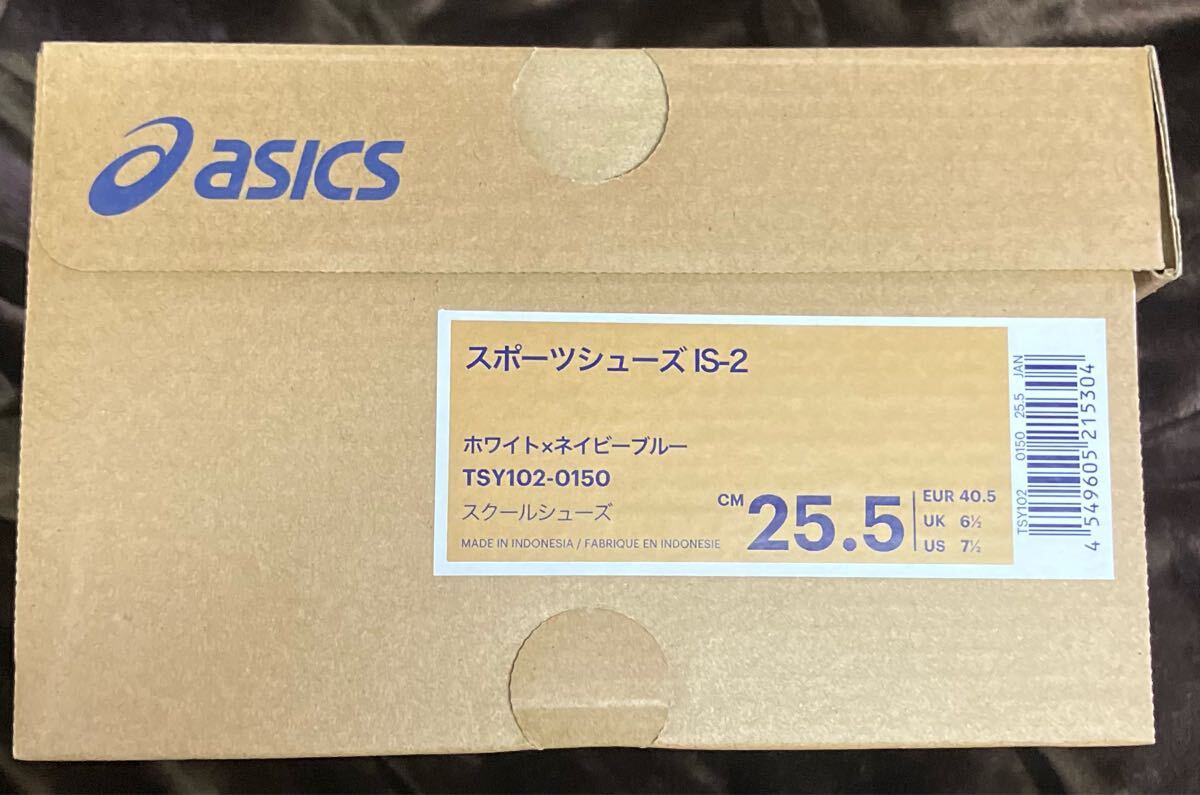 asics
スポーツシューズ IS-2
ホワイト×ネイビーブルー
TSY102-0150
スクールシューズ
MADE IN INDONESIA / FABRIQUE EN INDONESIE
CM 25.5
EUR 40.5
UK 6½
US 7½
TSY102 0150 25.5 JAN
4 549605 215304